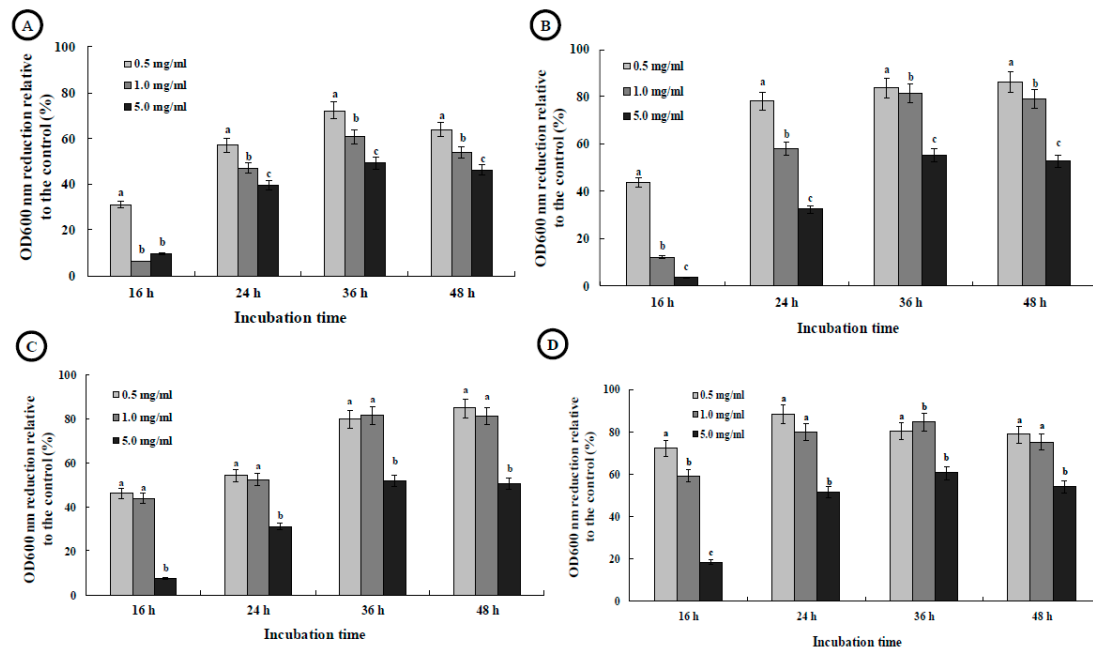 A
OD600 nm reduction relative
to the control (%)
100
80
60
40
20
0
0.5 mg/ml
1.0 mg/ml
5.0 mg/ml
a
b
b
a
b
c
a
b
c
a
b
c
16 h
24 h
36 h
48 h
Incubation time
B
OD600 nm reduction relative
to the control (%)
100
80
60
40
20
0
0.5 mg/ml
1.0 mg/ml
5.0 mg/ml
a
b
c
a
b
c
a
b
c
a
b
c
16 h
24 h
36 h
48 h
Incubation time
C
OD600 nm reduction relative
to the control (%)
100
80
60
40
20
0
0.5 mg/ml
1.0 mg/ml
5.0 mg/ml
a
a
b
a
a
b
a
a
b
a
a
b
16 h
24 h
36 h
48 h
Incubation time
D
OD600 nm reduction relative
to the control (%)
100
80
60
40
20
0
0.5 mg/ml
1.0 mg/ml
5.0 mg/ml
a
b
c
a
a
b
a
b
b
a
a
b
16 h
24 h
36 h
48 h
Incubation time